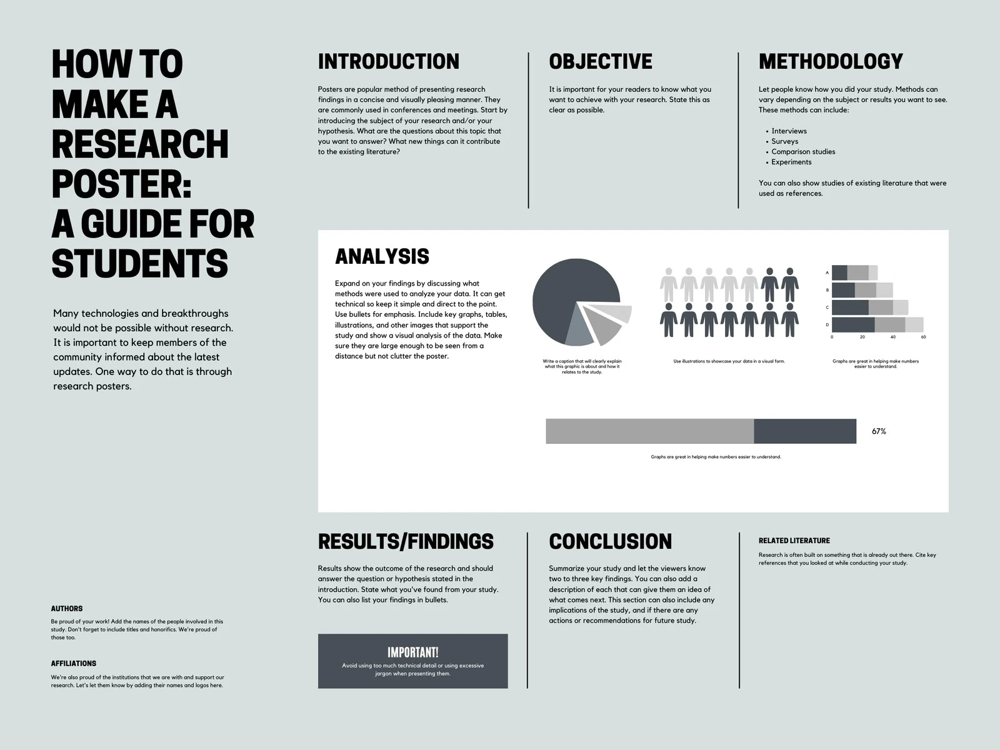 HOW TO
MAKE A
RESEARCH
POSTER:
A GUIDE FOR
STUDENTS
Many technologies and breakthroughs
would not be possible without research.
It is important to keep members of the
community informed about the latest
updates. One way to do that is through
research posters.
AUTHORS
Be proud of your work! Add the names of the people involved in this
study. Don't forget to include titles and honorifics. We're proud of
those too.
AFFILIATIONS
We're also proud of the institutions that we are with and support our
research. Let's let them know by adding their names and logos here.
INTRODUCTION
Posters are popular method of presenting research
findings in a concise and visually pleasing manner. They
are commonly used in conferences and meetings. Start by
introducing the subject of your research and/or your
hypothesis. What are the questions about this topic that
you want to answer? What new things can it contribute
to the existing literature?
OBJECTIVE
It is important for your readers to know what you
want to achieve with your research. State this as
clear as possible.
METHODOLOGY
Let people know how you did your study. Methods can
vary depending on the subject or results you want to see.
These methods can include:
• Interviews
• Surveys
• Comparison studies
• Experiments
You can also show studies of existing literature that were
used as references.
ANALYSIS
Expand on your findings by discussing what
methods were used to analyze your data. It can get
technical so keep it simple and direct to the point.
Use bullets for emphasis. Include key graphs, tables,
illustrations, and other images that support the
study and show a visual analysis of the data. Make
sure they are large enough to be seen from a
distance but not clutter the poster.
Write a caption that will clearly explain
what this graphic is about and how it
relates to the study.
Use illustrations to showcase your data in a visual form.
A
B
C
D
0 20 40 60
Graphs are great in helping make numbers
easier to understand.
67%
Graphs are great in helping make numbers easier to understand.
RESULTS/FINDINGS
Results show the outcome of the research and should
answer the question or hypothesis stated in the
introduction. State what you've found from your study.
You can also list your findings in bullets.
IMPORTANT!
Avoid using too much technical detail or using excessive
jargon when presenting them.
CONCLUSION
Summarize your study and let the viewers know
two to three key findings. You can also add a
description of each that can give them an idea of
what comes next. This section can also include any
implications of the study, and if there are any
actions or recommendations for future study.
RELATED LITERATURE
Research is often built on something that is already out there. Cite key
references that you looked at while conducting your study.